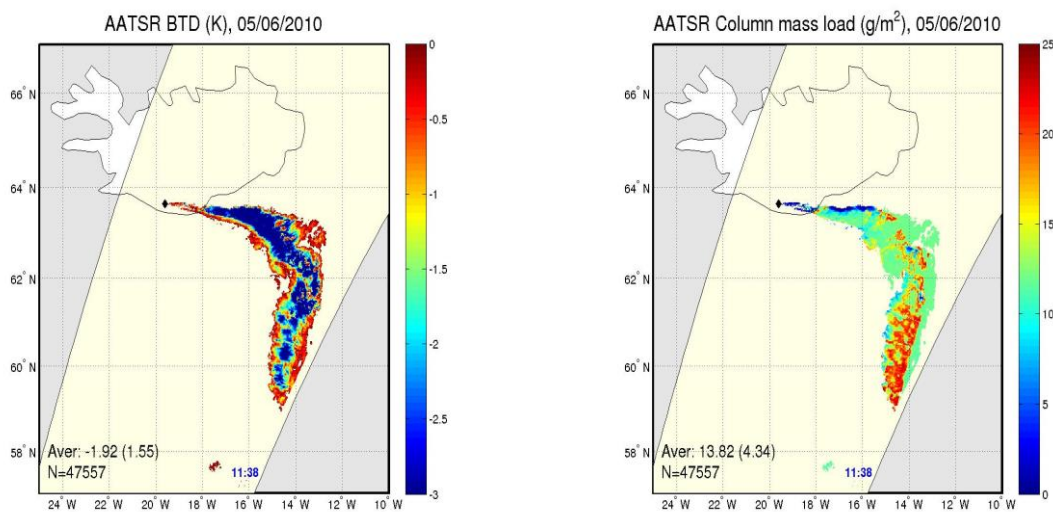 AATSR BTD (K), 05/06/2010
0
-0.5
-1
-1.5
-2
-2.5
-3
66° N
64° N
62° N
60° N
58° N
Aver: -1.92 (1.55)
N=47557
11:38
24° W 22° W 20° W 18° W 16° W 14° W 12° W 10° W
AATSR Column mass load (g/m²), 05/06/2010
25
20
15
10
5
0
66° N
64° N
62° N
60° N
58° N
Aver: 13.82 (4.34)
N=47557
11:38
24° W 22° W 20° W 18° W 16° W 14° W 12° W 10° W